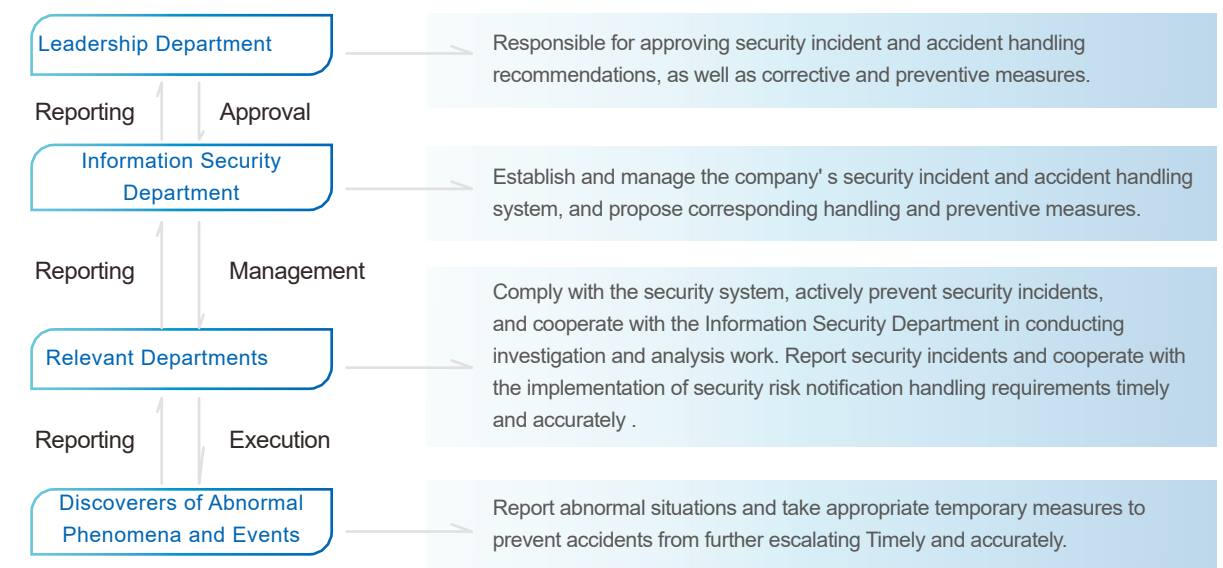 Leadership Department
Responsible for approving security incident and accident handling
recommendations, as well as corrective and preventive measures.
Reporting
Approval
Information Security
Department
Establish and manage the company' s security incident and accident handling
system, and propose corresponding handling and preventive measures.
Reporting
Management
Relevant Departments
Comply with the security system, actively prevent security incidents,
and cooperate with the Information Security Department in conducting
investigation and analysis work. Report security incidents and cooperate with
the implementation of security risk notification handling requirements timely
and accurately .
Reporting
Execution
Discoverers of Abnormal
Phenomena and Events
Report abnormal situations and take appropriate temporary measures to
prevent accidents from further escalating Timely and accurately.